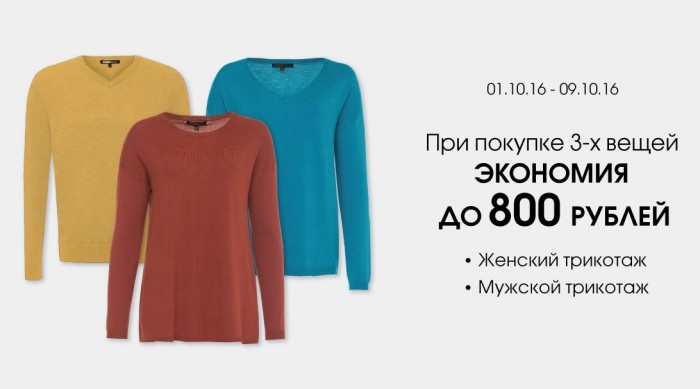 01.10.16 - 09.10.16
При покупке 3-х вещей
ЭКОНОМИЯ
ДО 800 РУБЛЕЙ
• Женский трикотаж
• Мужской трикотаж